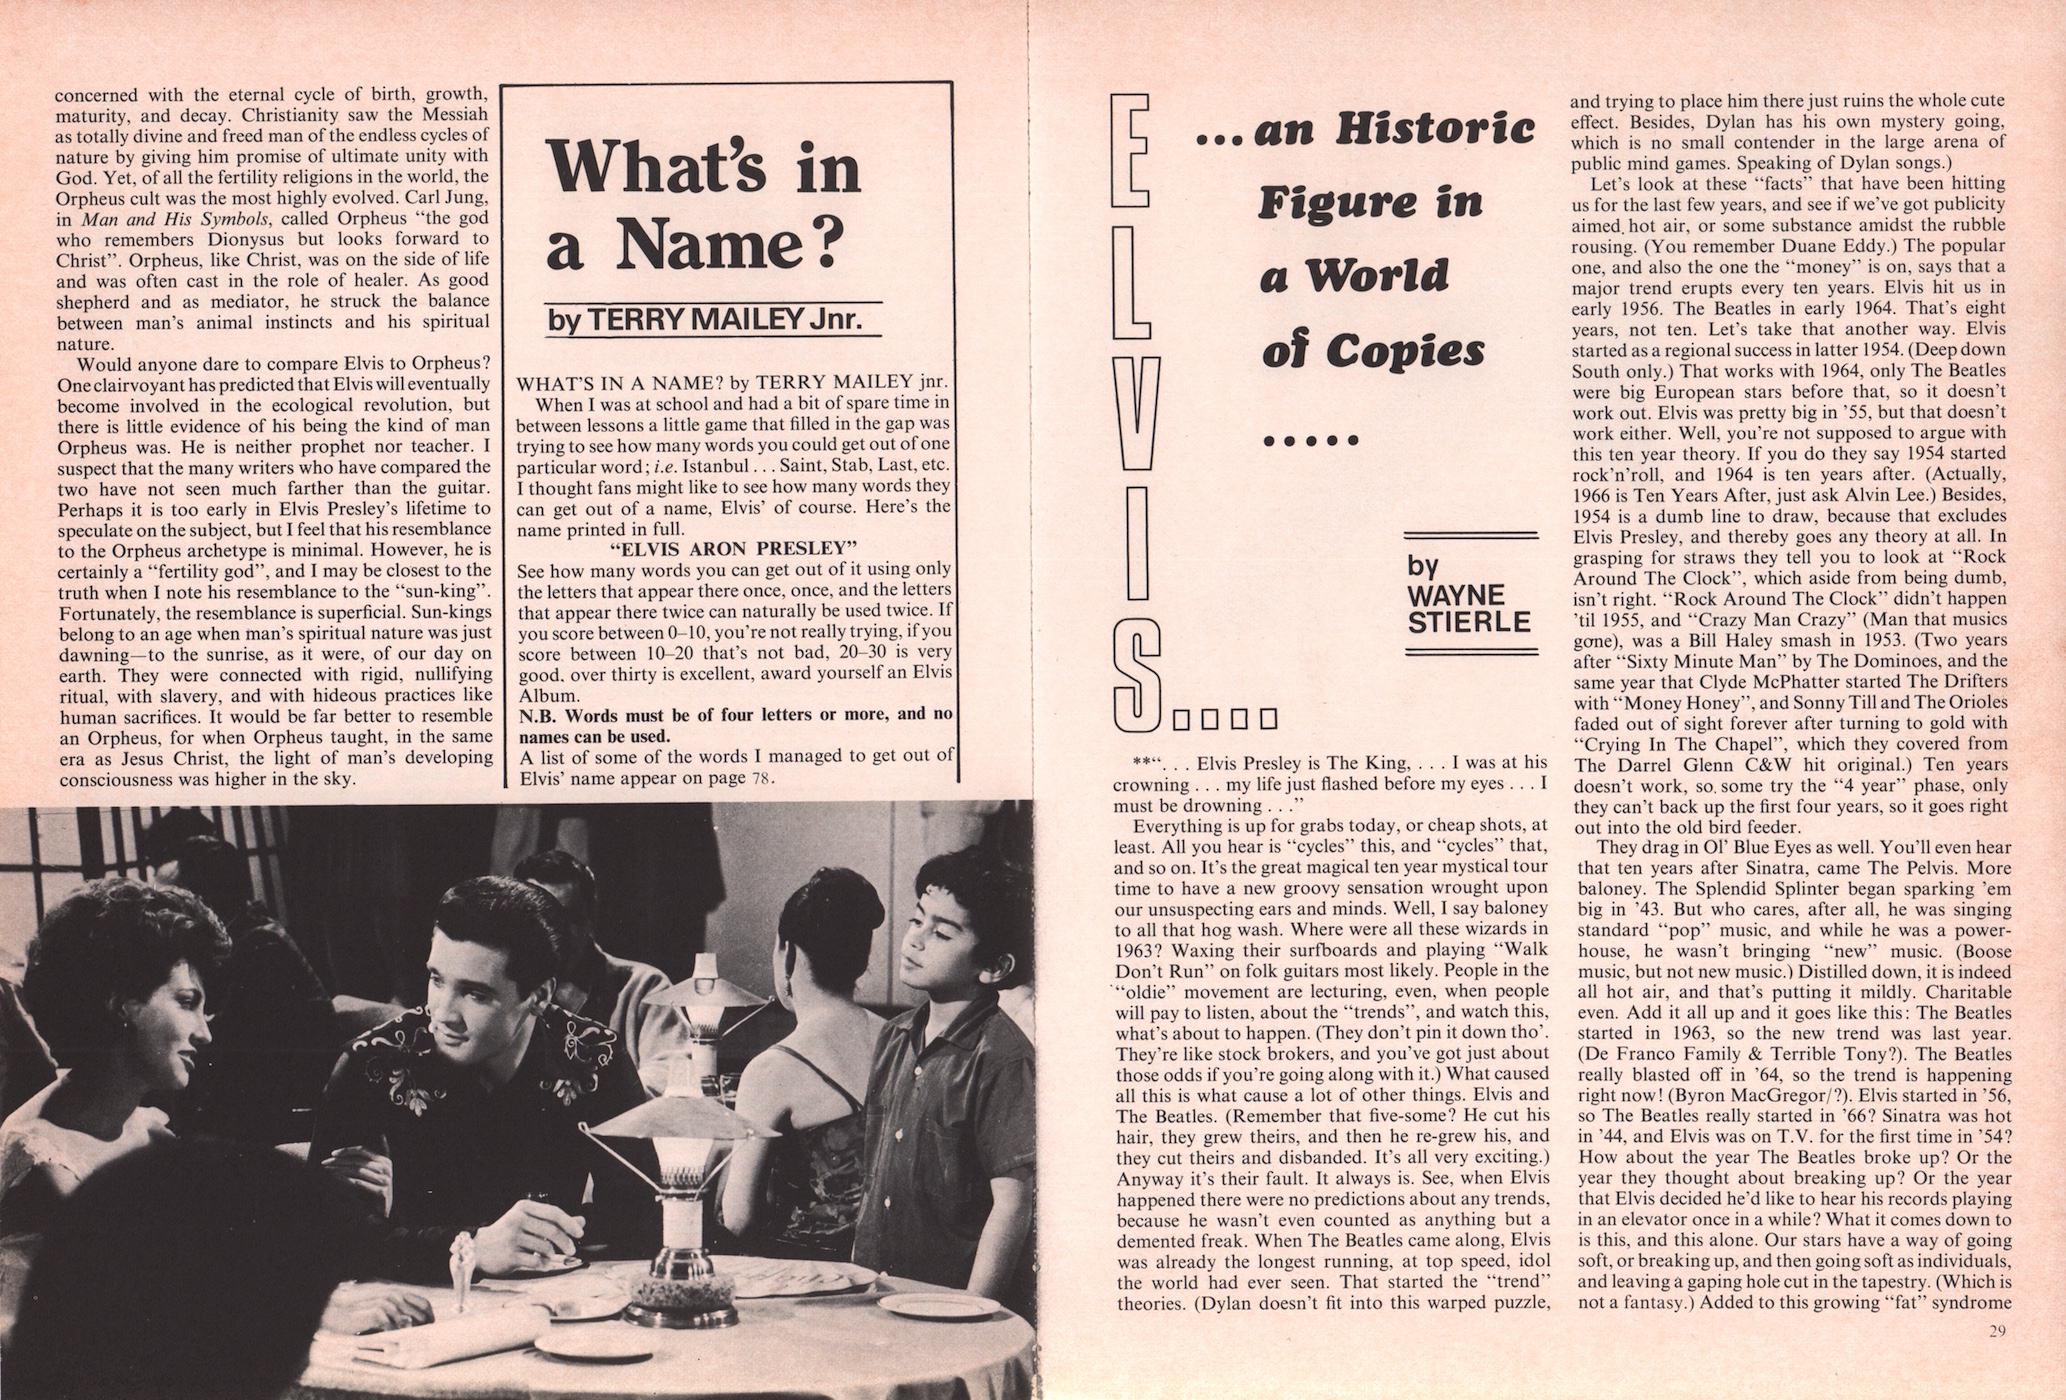 concerned with the eternal cycle of birth, growth,
maturity, and decay. Christianity saw the Messiah
as totally divine and freed man of the endless cycles of
nature by giving him promise of ultimate unity with
God. Yet, of all the fertility religions in the world, the
Orpheus cult was the most highly evolved. Carl Jung,
in Man and His Symbols, called Orpheus “the god
who remembers Dionysus but looks forward to
Christ”. Orpheus, like Christ, was on the side of life
and was often cast in the role of healer. As good
shepherd and as mediator, he struck the balance
between man’s animal instincts and his spiritual
nature.
Would anyone dare to compare Elvis to Orpheus?
One clairvoyant has predicted that Elvis will eventually
become involved in the ecological revolution, but
there is little evidence of his being the kind of man
Orpheus was. He is neither prophet nor teacher. I
suspect that the many writers who have compared the
two have not seen much farther than the guitar.
Perhaps it is too early in Elvis Presley’s lifetime to
speculate on the subject, but I feel that his resemblance
to the Orpheus archetype is minimal. However, he is
certainly a “fertility god”, and I may be closest to the
truth when I note his resemblance to the “sun-king”.
Fortunately, the resemblance is superficial. Sun-kings
belong to an age when man’s spiritual nature was just
dawning—to the sunrise, as it were, of our day on
earth. They were connected with rigid, nullifying
ritual, with slavery, and with hideous practices like
human sacrifices. It would be far better to resemble
an Orpheus, for when Orpheus taught, in the same
era as Jesus Christ, the light of man’s developing
consciousness was higher in the sky.
What’s in
a Name?
by TERRY MAILEY Jnr.
WHAT’S IN A NAME? by TERRY MAILEY jnr.
When I was at school and had a bit of spare time in
between lessons a little game that filled in the gap was
trying to see how many words you could get out of one
particular word; i.e. Istanbul . . . Saint, Stab, Last, etc.
I thought fans might like to see how many words they
can get out of a name, Elvis’ of course. Here’s the
name printed in full.
“ELVIS ARON PRESLEY”
See how many words you can get out of it using only
the letters that appear there once, once, and the letters
that appear there twice can naturally be used twice. If
you score between 0–10, you’re not really trying, if you
score between 10–20 that’s not bad, 20–30 is very
good, over thirty is excellent, award yourself an Elvis
Album.
N.B. Words must be of four letters or more, and no
names can be used.
A list of some of the words I managed to get out of
Elvis’ name appear on page 78.
ELVIS....
...an Historic
Figure in
a World
of Copies
.....
by
WAYNE
STIERLE
**“. . . Elvis Presley is The King, . . . I was at his
crowning . . . my life just flashed before my eyes . . . I
must be drowning . . .”
Everything is up for grabs today, or cheap shots, at
least. All you hear is “cycles” this, and “cycles” that,
and so on. It’s the great magical ten year mystical tour
time to have a new groovy sensation wrought upon
our unsuspecting ears and minds. Well, I say baloney
to all that hog wash. Where were all these wizards in
1963? Waxing their surfboards and playing “Walk
Don’t Run” on folk guitars most likely. People in the
“oldie” movement are lecturing, even, when people
will pay to listen, about the “trends”, and watch this,
what’s about to happen. (They don’t pin it down tho’.
They’re like stock brokers, and you’ve got just about
those odds if you’re going along with it.) What caused
all this is what cause a lot of other things. Elvis and
The Beatles. (Remember that five-some? He cut his
hair, they grew theirs, and then he re-grew his, and
they cut theirs and disbanded. It’s all very exciting.)
Anyway it’s their fault. It always is. See, when Elvis
happened there were no predictions about any trends,
because he wasn’t even counted as anything but a
demented freak. When The Beatles came along, Elvis
was already the longest running, at top speed, idol
the world had ever seen. That started the “trend”
theories. (Dylan doesn’t fit into this warped puzzle,
and trying to place him there just ruins the whole cute
effect. Besides, Dylan has his own mystery going,
which is no small contender in the large arena of
public mind games. Speaking of Dylan songs.)
Let’s look at these “facts” that have been hitting
us for the last few years, and see if we’ve got publicity
aimed hot air, or some substance amidst the rubble
rousing. (You remember Duane Eddy.) The popular
one, and also the one the “money” is on, says that a
major trend erupts every ten years. Elvis hit us in
early 1956. The Beatles in early 1964. That’s eight
years, not ten. Let’s take that another way. Elvis
started as a regional success in latter 1954. (Deep down
South only.) That works with 1964, only The Beatles
were big European stars before that, so it doesn’t
work out. Elvis was pretty big in ’55, but that doesn’t
work either. Well, you’re not supposed to argue with
this ten year theory. If you do they say 1954 started
rock’n’roll, and 1964 is ten years after. (Actually,
1966 is Ten Years After, just ask Alvin Lee.) Besides,
1954 is a dumb line to draw, because that excludes
Elvis Presley, and thereby goes any theory at all. In
grasping for straws they tell you to look at “Rock
Around The Clock”, which aside from being dumb,
isn’t right. “Rock Around The Clock” didn’t happen
’til 1955, and “Crazy Man Crazy” (Man that musics
gone), was a Bill Haley smash in 1953. (Two years
after “Sixty Minute Man” by The Dominoes, and the
same year that Clyde McPhatter started The Drifters
with “Money Honey”, and Sonny Till and The Orioles
faded out of sight forever after turning to gold with
“Crying In The Chapel”, which they covered from
The Darrel Glenn C&W hit original.) Ten years
doesn’t work, so some try the “4 year” phase, only
they can’t back up the first four years, so it goes right
out into the old bird feeder.
They drag in Ol’ Blue Eyes as well. You’ll even hear
that ten years after Sinatra, came The Pelvis. More
baloney. The Splendid Splinter began sparking ’em
big in ’43. But who cares, after all, he was singing
standard “pop” music, and while he was a power-
house, he wasn’t bringing “new” music. (Boose
music, but not new music.) Distilled down, it is indeed
all hot air, and that’s putting it mildly. Charitable
even. Add it all up and it goes like this: The Beatles
started in 1963, so the new trend was last year.
(De Franco Family & Terrible Tony?). The Beatles
really blasted off in ’64, so the trend is happening
right now! (Byron MacGregor/?). Elvis started in ’56,
so The Beatles really started in ’66? Sinatra was hot
in ’44, and Elvis was on T.V. for the first time in ’54?
How about the year The Beatles broke up? Or the
year they thought about breaking up? Or the year
that Elvis decided he’d like to hear his records playing
in an elevator once in a while? What it comes down to
is this, and this alone. Our stars have a way of going
soft, or breaking up, and then going soft as individuals,
and leaving a gaping hole cut in the tapestry. (Which is
not a fantasy.) Added to this growing “fat” syndrome
29